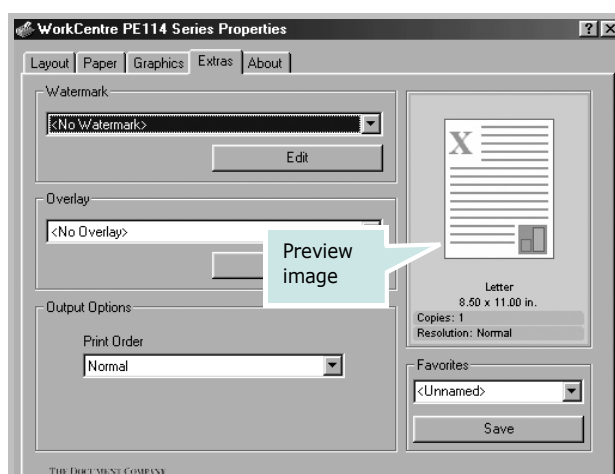 WorkCentre PE114 Series Properties
Layout Paper Graphics Extras About
Watermark
<No Watermark>
Edit
Overlay
<No Overlay>
Preview
image
Output Options
Print Order
Normal
X
Letter
8.50 x 11.00 in.
Copies: 1
Resolution: Normal
Favorites
<Unnamed>
Save
THE DOCUMENT COMPANY